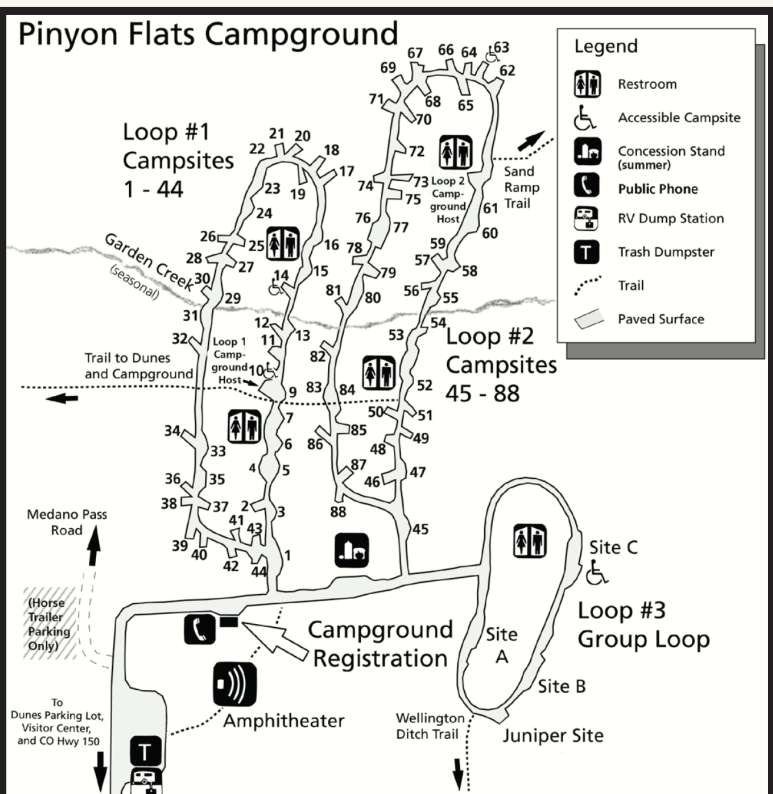 Pinyon Flats Campground
Legend
Restroom
Accessible Campsite
Concession Stand
(summer)
Public Phone
RV Dump Station
T
Trash Dumpster
Trail
Paved Surface
Loop #1
Campsites
1 - 44
21
20
22
18
17
23
19
24
26
25
16
28
27
15
14
30
29
31
12
13
11
32
10
9
7
34
33
6
4
5
36
35
38
37
2
3
41
43
39
40
42
44
1
Loop 1
Camp-
ground
Host
Garden Creek
(seasonal)
Trail to Dunes
and Campground
67
66
64
63
69
62
68
65
71
70
72
74
73
75
61
76
77
60
78
59
57
79
58
81
80
56
55
54
53
82
83
84
52
50
51
86
85
48
49
87
46
47
88
45
Loop 2
Camp-
ground
Host
Sand
Ramp
Trail
Loop #2
Campsites
45 - 88
Medano Pass
Road
(Horse
Trailer
Parking
Only)
Campground
Registration
Amphitheater
To
Dunes Parking Lot,
Visitor Center,
and CO Hwy 150
T
Site C
Loop #3
Group Loop
Site
A
Site B
Juniper Site
Wellington
Ditch Trail